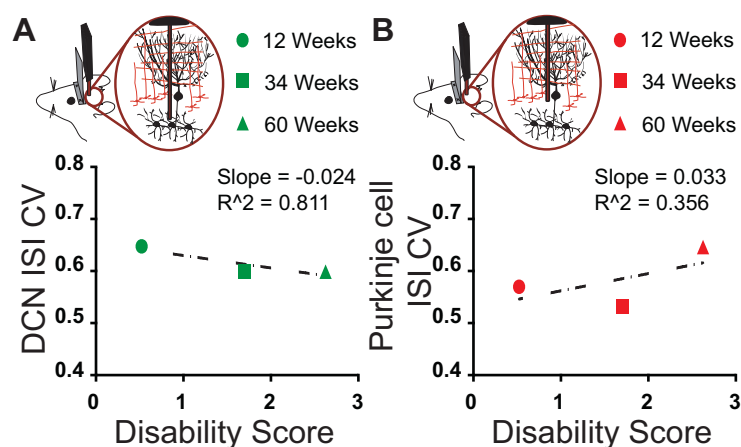 A
12 Weeks
34 Weeks
60 Weeks
Slope = -0.024
R^2 = 0.811
DCN ISI CV
0.8
0.7
0.6
0.5
0.4
0
1
2
3
Disability Score
B
12 Weeks
34 Weeks
60 Weeks
Slope = 0.033
R^2 = 0.356
Purkinje cell
ISI CV
0.8
0.7
0.6
0.5
0.4
0
1
2
3
Disability Score